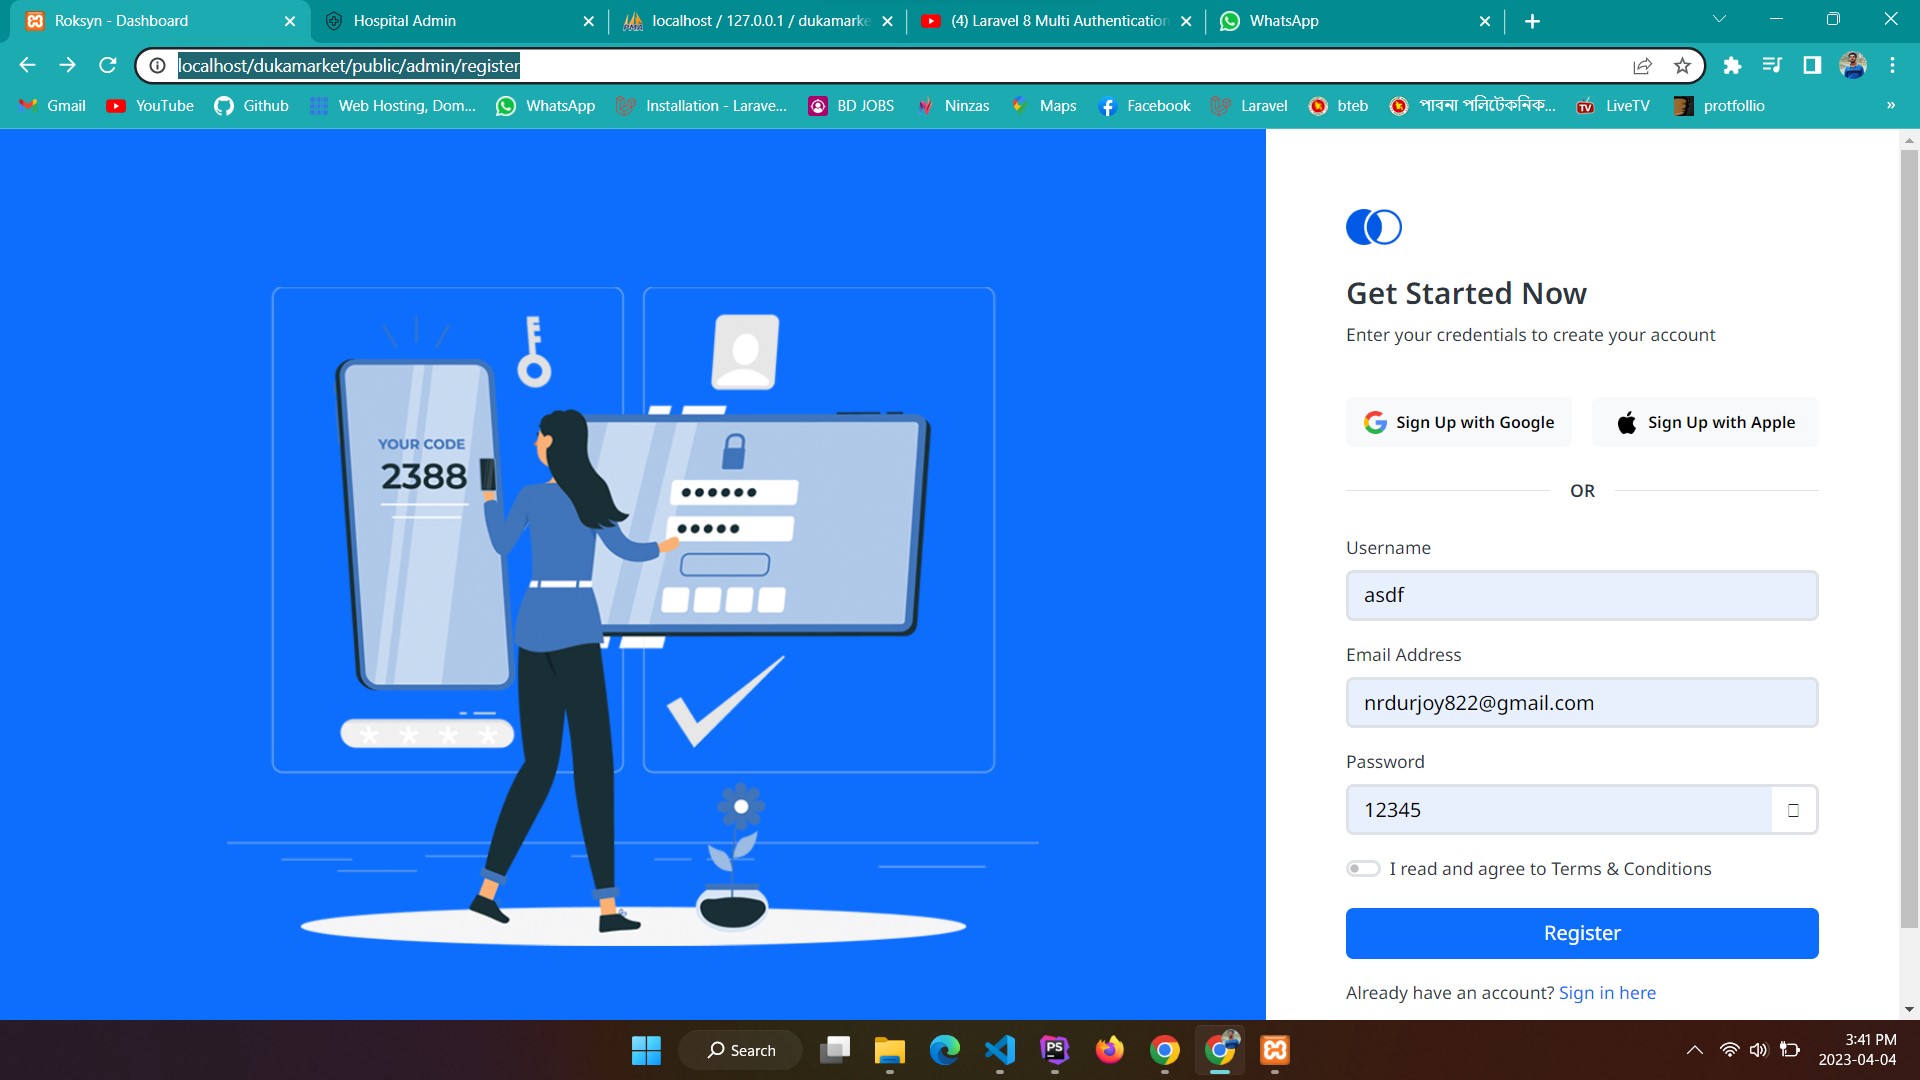 Roksyn - Dashboard
Hospital Admin
localhost / 127.0.0.1 / dukamarke
(4) Laravel 8 Multi Authentication
WhatsApp
localhost/dukamarket/public/admin/register
Gmail
YouTube
Github
Web Hosting, Dom...
WhatsApp
Installation - Larave...
BD JOBS
Ninzas
Maps
Facebook
Laravel
bteb
পাবনা পলিটেকনিক...
TV
LiveTV
protfollio
»
YOUR CODE
2388
* * * *
Get Started Now
Enter your credentials to create your account
Sign Up with Google
Sign Up with Apple
OR
Username
asdf
Email Address
nrdurjoy822@gmail.com
Password
12345
I read and agree to Terms & Conditions
Register
Already have an account? Sign in here
Search
PS
3:41 PM
2023-04-04